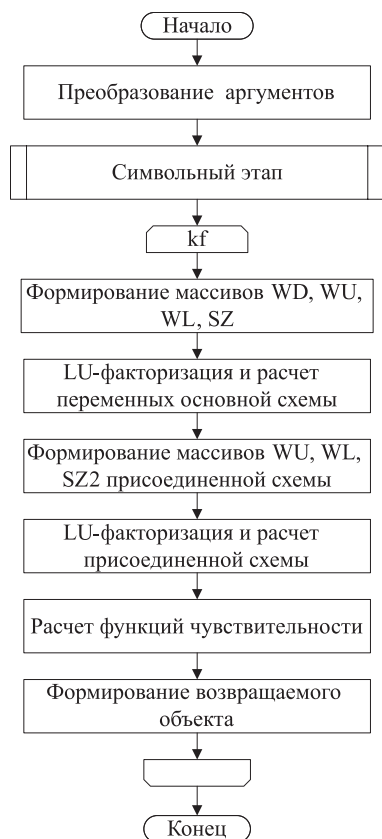 Начало
Преобразование аргументов
Символьный этап
kf
Формирование массивов WD, WU,
WL, SZ
LU-факторизация и расчет
переменных основной схемы
Формирование массивов WU, WL,
SZ2 присоединенной схемы
LU-факторизация и расчет
присоединенной схемы
Расчет функций чувствительности
Формирование возвращаемого
объекта
Конец